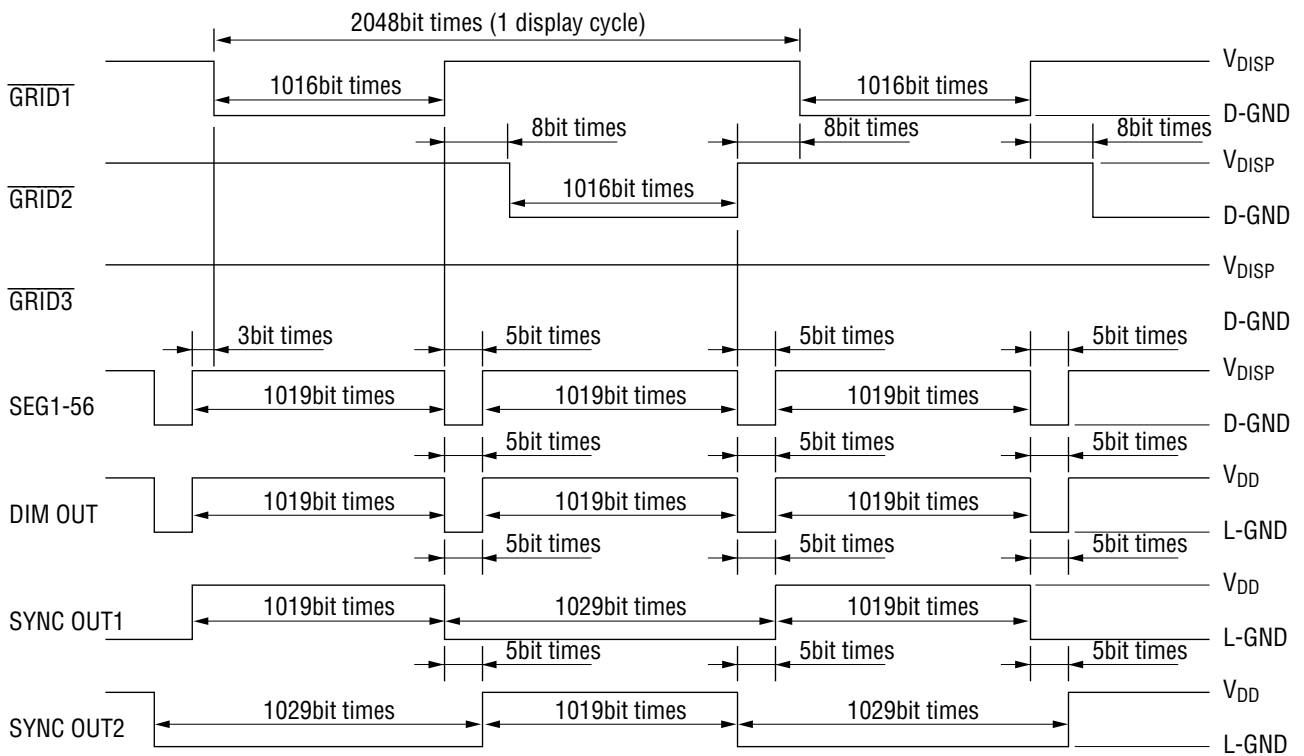 2048bit times (1 display cycle)
GRID1
1016bit times
1016bit times
VDISP
D-GND
8bit times
8bit times
8bit times
GRID2
1016bit times
VDISP
D-GND
GRID3
VDISP
D-GND
3bit times
5bit times
5bit times
5bit times
SEG1-56
1019bit times
1019bit times
1019bit times
VDISP
D-GND
5bit times
5bit times
5bit times
DIM OUT
1019bit times
1019bit times
1019bit times
VDD
L-GND
5bit times
5bit times
5bit times
SYNC OUT1
1019bit times
1029bit times
1019bit times
VDD
L-GND
5bit times
5bit times
5bit times
SYNC OUT2
1029bit times
1019bit times
1029bit times
VDD
L-GND